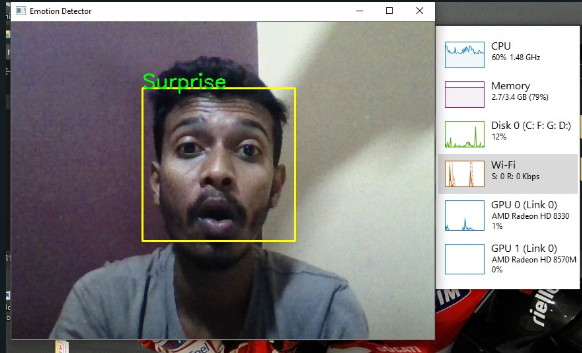 Emotion Detector
Surprise
CPU
60% 1.48 GHz
Memory
2.7/3.4 GB (79%)
Disk 0 (C: F: G: D:)
12%
Wi-Fi
S: 0 R: 0 Kbps
GPU 0 (Link 0)
AMD Radeon HD 8330
1%
GPU 1 (Link 0)
AMD Radeon HD 8570M
0%
riello
DUCATI